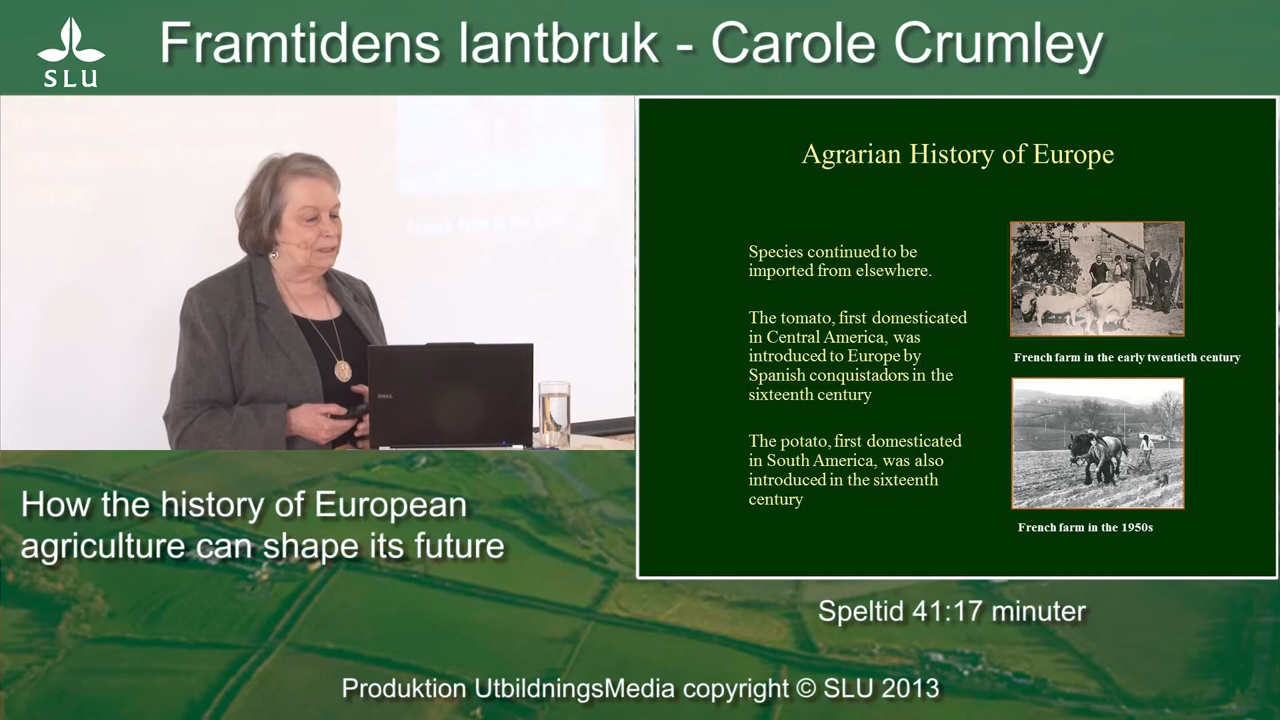 SLU
Framtidens lantbruk - Carole Crumley
Agrarian History of Europe
Species continued to be
imported from elsewhere.
The tomato, first domesticated
in Central America, was
introduced to Europe by
Spanish conquistadors in the
sixteenth century
The potato, first domesticated
in South America, was also
introduced in the sixteenth
century
French farm in the early twentieth century
French farm in the 1950s
DELL
How the history of European
agriculture can shape its future
Speltid 41:17 minuter
Produktion UtbildningsMedia copyright © SLU 2013